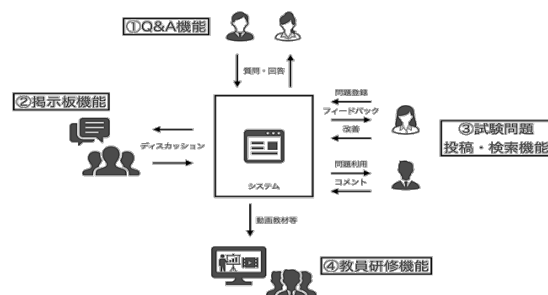 ①Q&A機能
質問・回答
②掲示板機能
ディスカッション
システム
問題登録
フィードバック
改善
問題利用
コメント
③試験問題
投稿・検索機能
動画教材等
④教員研修機能